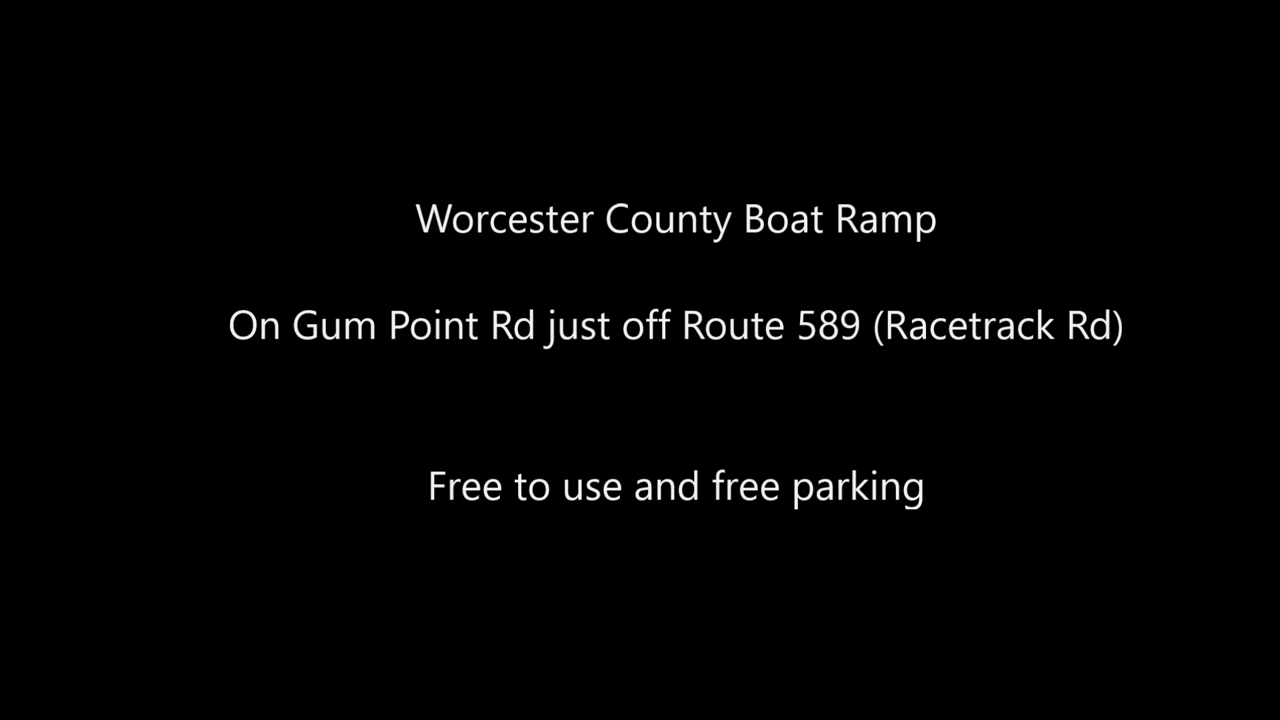 Worcester County Boat Ramp
On Gum Point Rd just off Route 589 (Racetrack Rd)
Free to use and free parking